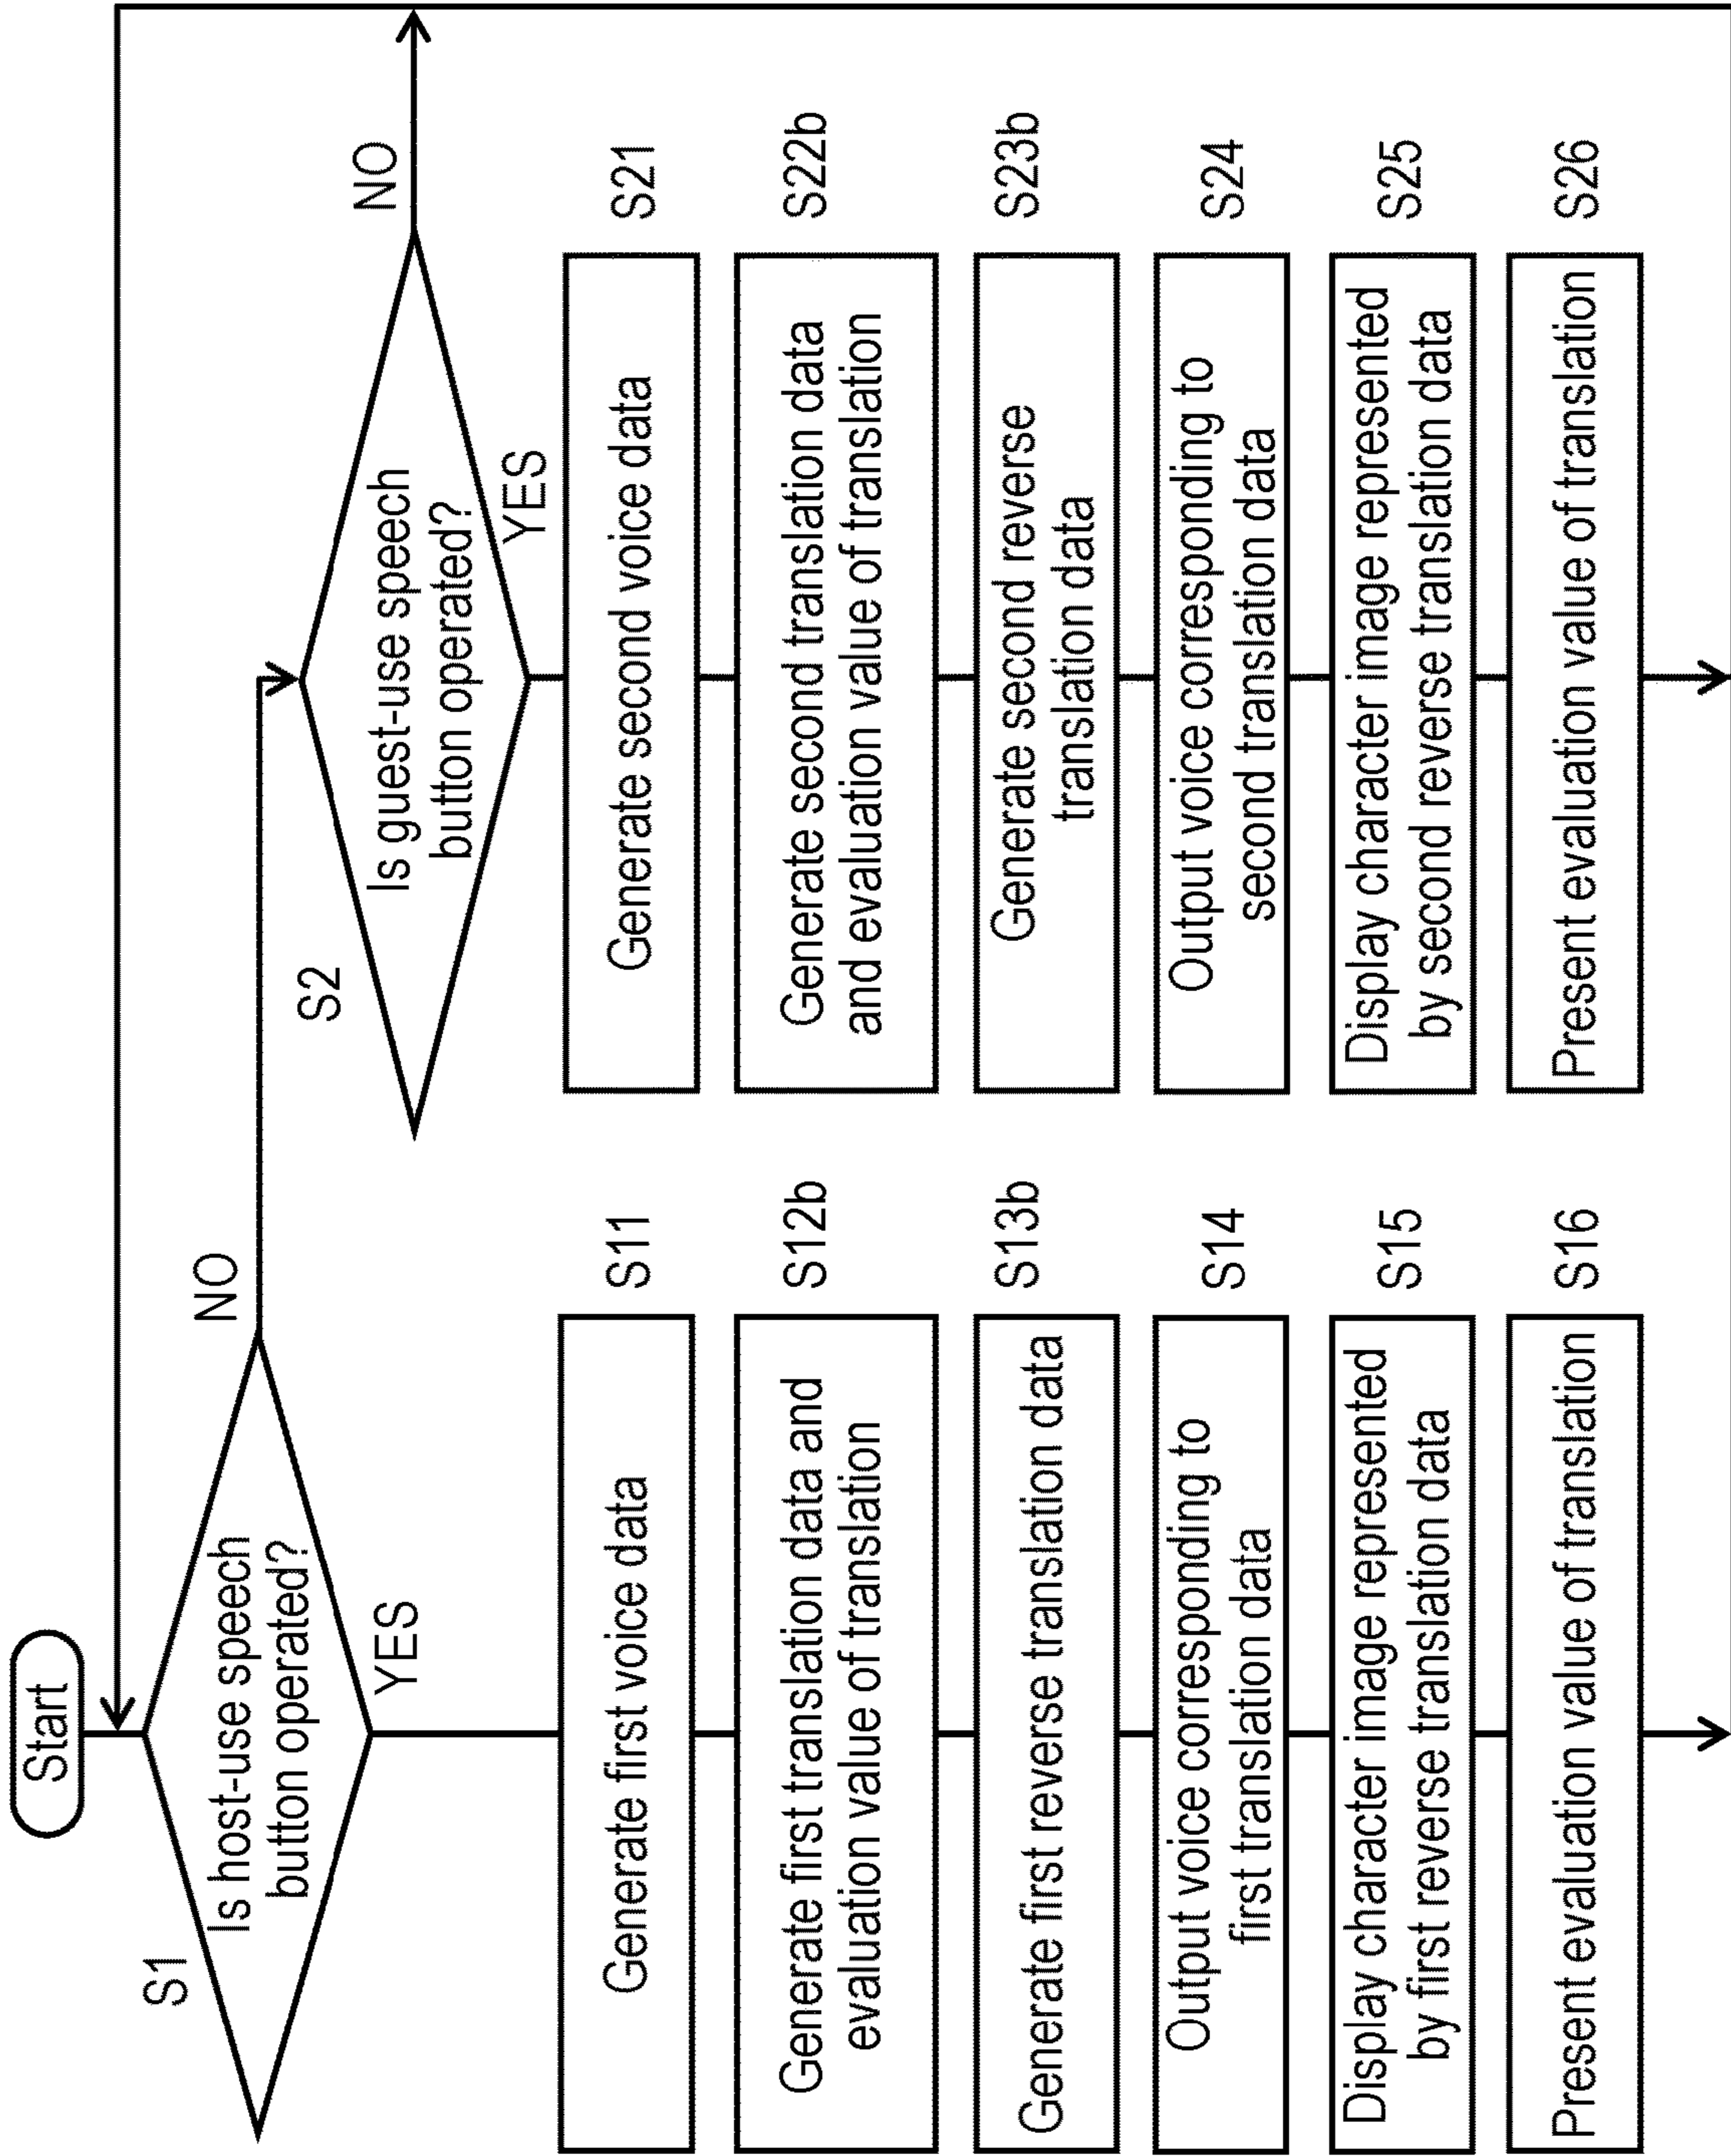 Start
S1
Is host-use speech
button operated?
NO
YES
S2
Is guest-use speech
button operated?
NO
YES
Generate first voice data
S11
Generate first translation data and
evaluation value of translation
S12b
Generate first reverse translation data
S13b
Output voice corresponding to
first translation data
S14
Display character image represented
by first reverse translation data
S15
Present evaluation value of translation
S16
Generate second voice data
S21
Generate second translation data
and evaluation value of translation
S22b
Generate second reverse
translation data
S23b
Output voice corresponding to
second translation data
S24
Display character image represented
by second reverse translation data
S25
Present evaluation value of translation
S26